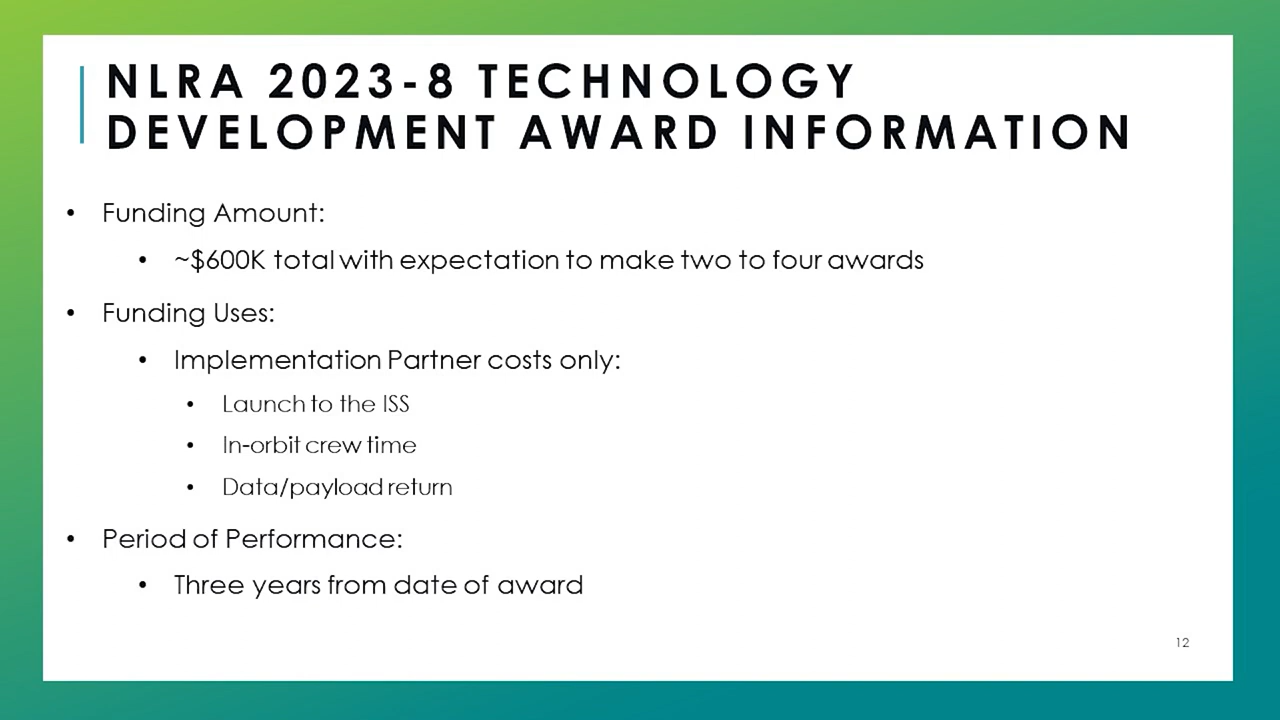 NLRA 2023-8 TECHNOLOGY
DEVELOPMENT AWARD INFORMATION
• Funding Amount:
• ~$600K total with expectation to make two to four awards
• Funding Uses:
• Implementation Partner costs only:
• Launch to the ISS
• In-orbit crew time
• Data/payload return
• Period of Performance:
• Three years from date of award
12